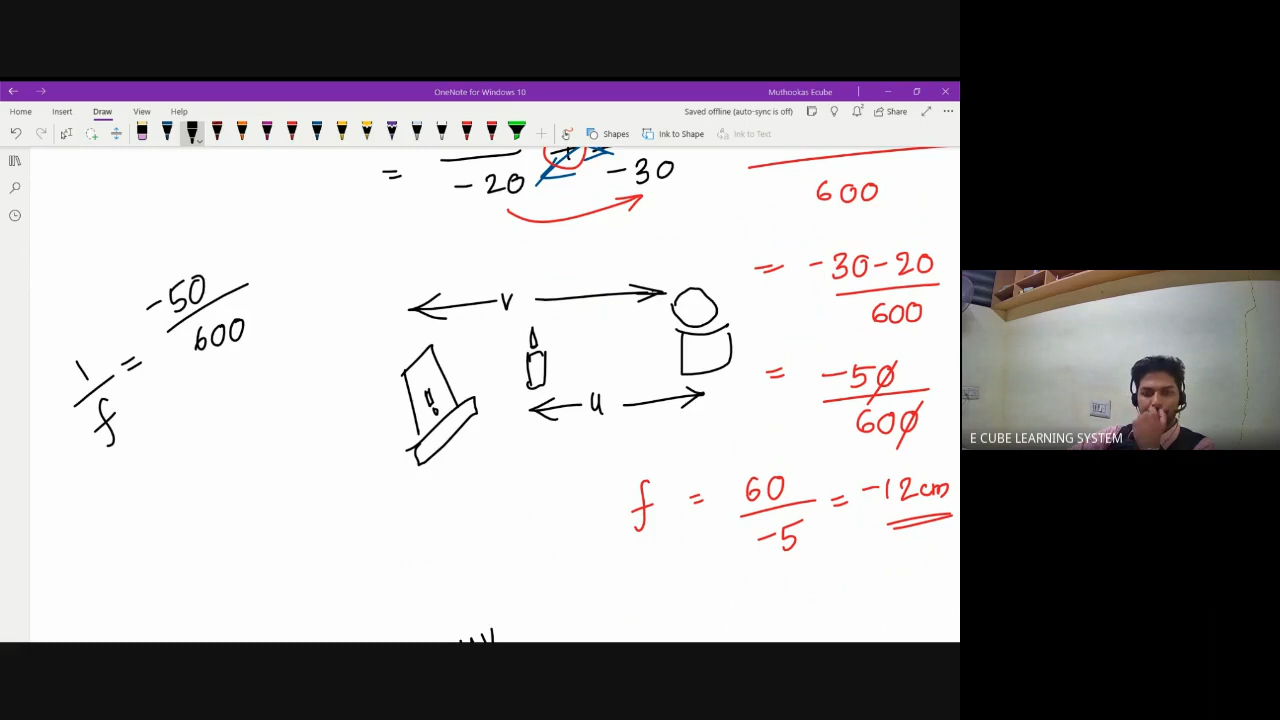 OneNote for Windows 10
Muthookas Ecube
Home Insert Draw View Help
Saved offline (auto-sync is off)
Share
Shapes
Ink to Shape
Ink to Text
= -20 + -30
600
= -30-20
600
-50
600
1 =
f
v
u
!!
= -50
600
f = 60 = -12cm
-5
uv
E CUBE LEARNING SYSTEM